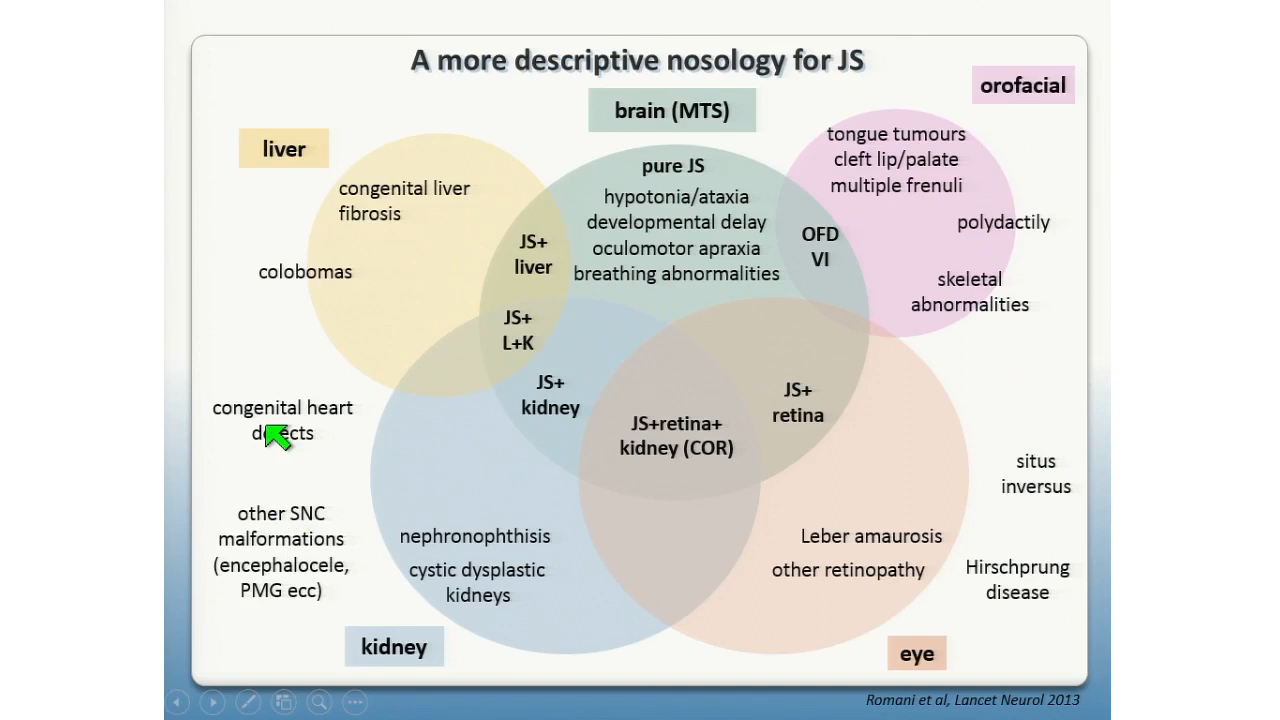 A more descriptive nosology for JS
orofacial
brain (MTS)
liver
tongue tumours
cleft lip/palate
multiple frenuli
pure JS
hypotonia/ataxia
developmental delay
oculomotor apraxia
breathing abnormalities
congenital liver
fibrosis
polydactily
OFD
VI
JS+
liver
colobomas
skeletal
abnormalities
JS+
L+K
JS+
kidney
JS+
retina
JS+retina+
kidney (COR)
congenital heart
situs
inversus
other SNC
malformations
(encephalocele,
PMG ecc)
nephronophthisis
cystic dysplastic
kidneys
Leber amaurosis
other retinopathy
Hirschprung
disease
kidney
eye
Romani et al, Lancet Neurol 2013